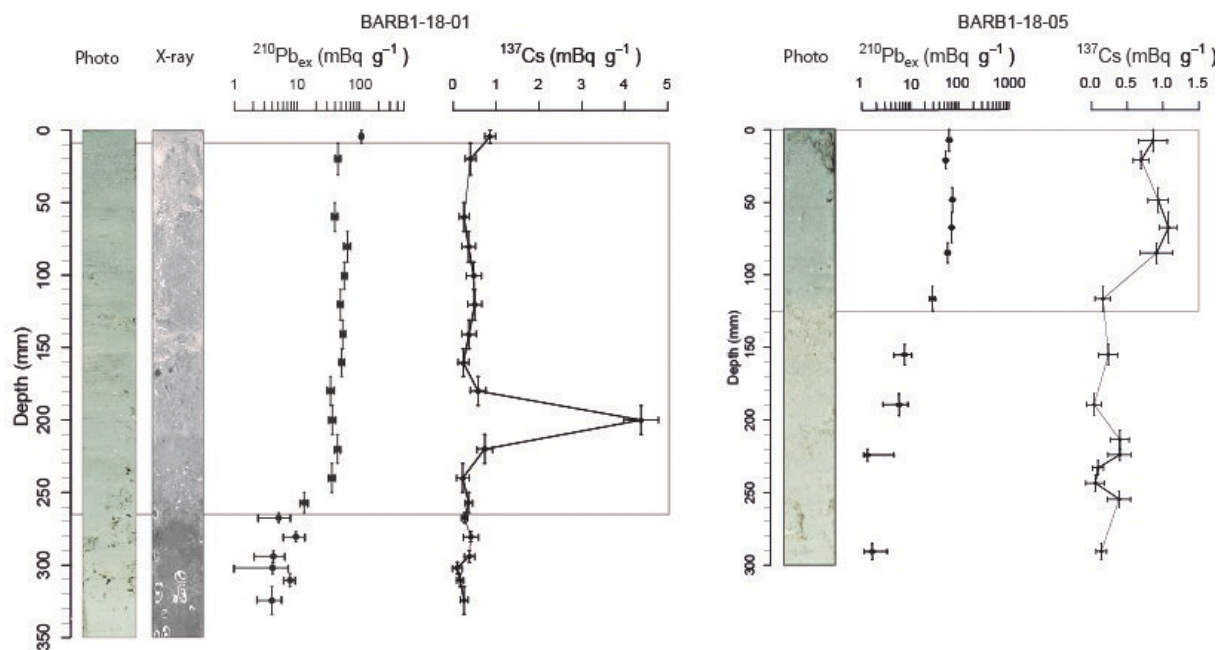 BARB1-18-01
Photo
X-ray
²¹⁰Pbₑₓ (mBq g⁻¹)
1 10 100
¹³⁷Cs (mBq g⁻¹)
0 1 2 3 4 5
Depth (mm)
0
50
100
150
200
250
300
350
BARB1-18-05
Photo
²¹⁰Pbₑₓ (mBq g⁻¹)
1 10 100 1000
¹³⁷Cs (mBq g⁻¹)
0.0 0.5 1.0 1.5
Depth (mm)
0
50
100
150
200
250
300